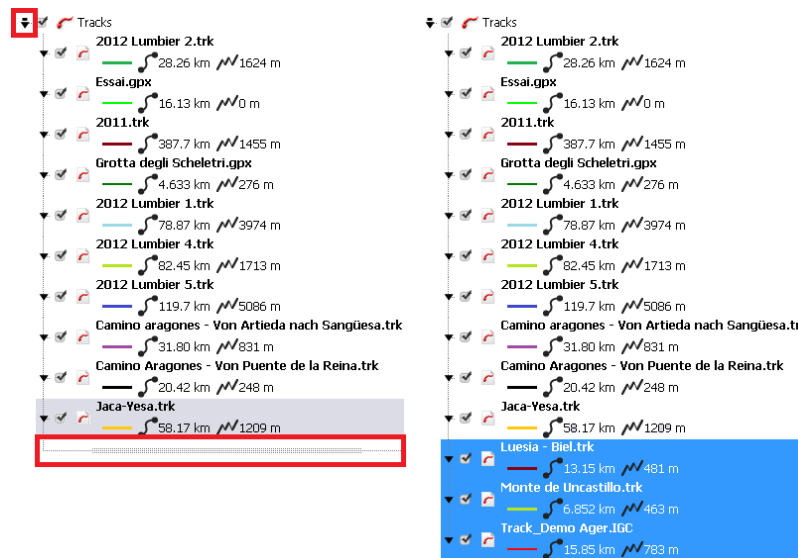 Tracks
2012 Lumbier 2.trk
28.26 km 1624 m
Essai.gpx
16.13 km 0 m
2011.trk
387.7 km 1455 m
Grotta degli Scheletri.gpx
4.633 km 276 m
2012 Lumbier 1.trk
78.87 km 3974 m
2012 Lumbier 4.trk
82.45 km 1713 m
2012 Lumbier 5.trk
119.7 km 5086 m
Camino aragones - Von Artieda nach Sangüesa.trk
31.80 km 831 m
Camino Aragones - Von Puente de la Reina.trk
20.42 km 248 m
Jaca-Yesa.trk
58.17 km 1209 m
Tracks
2012 Lumbier 2.trk
28.26 km 1624 m
Essai.gpx
16.13 km 0 m
2011.trk
387.7 km 1455 m
Grotta degli Scheletri.gpx
4.633 km 276 m
2012 Lumbier 1.trk
78.87 km 3974 m
2012 Lumbier 4.trk
82.45 km 1713 m
2012 Lumbier 5.trk
119.7 km 5086 m
Camino aragones - Von Artieda nach Sangüesa.tr
31.80 km 831 m
Camino Aragones - Von Puente de la Reina.trk
20.42 km 248 m
Jaca-Yesa.trk
58.17 km 1209 m
Luesia - Biel.trk
13.15 km 481 m
Monte de Uncastillo.trk
6.852 km 463 m
Track_Demo Ager.IGC
15.85 km 783 m